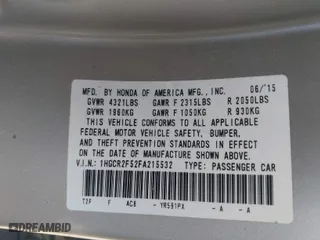 MFD. BY HONDA OF AMERICA MFG., INC. 06/15
GVWR 4321LBS GAWR F 2315LBS R 2050LBS
GVWR 1960KG GAWR F 1050KG R 930KG
THIS VEHICLE CONFORMS TO ALL APPLICABLE
FEDERAL MOTOR VEHICLE SAFETY, BUMPER,
AND THEFT PREVENTION STANDARDS IN EFFECT
ON THE DATE OF MANUFACTURE SHOWN ABOVE.
V.I.N.: 1HGCR2F52FA215532 TYPE: PASSENGER CAR
T2F F AC8 - YR591PX - A - A
DREAMBID